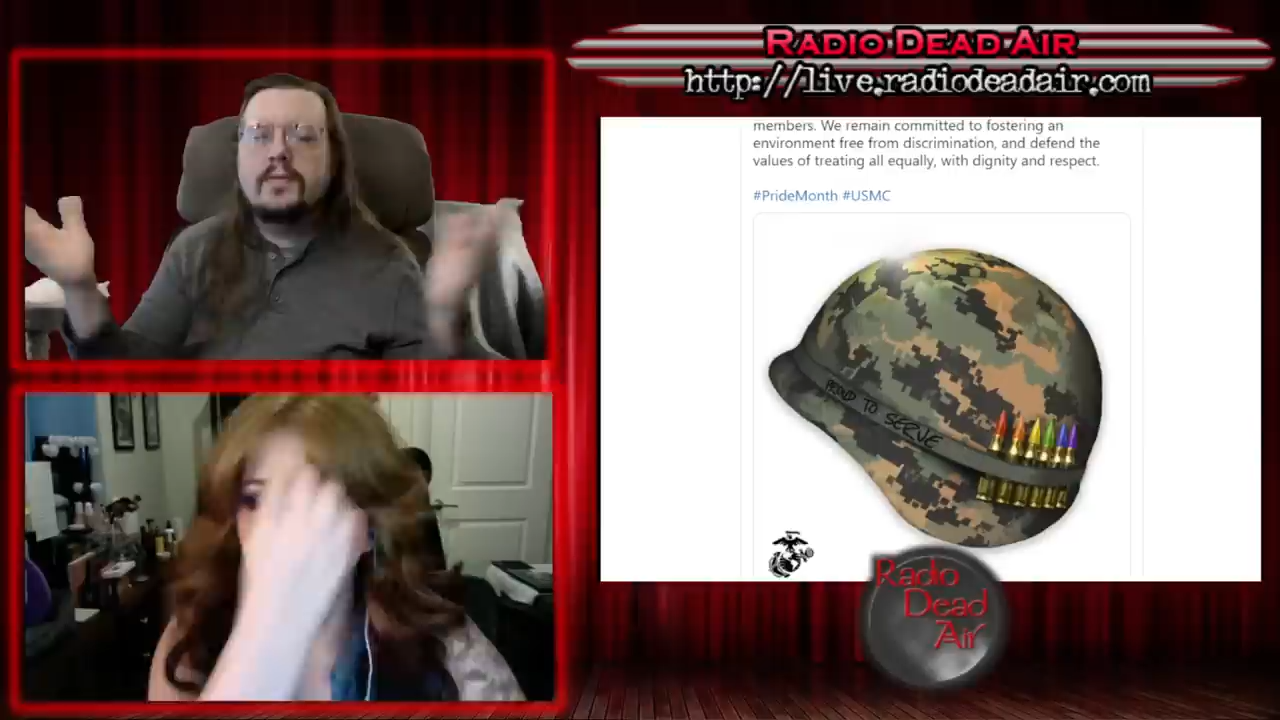 Radio Dead Air
http://live.radiodeadair.com
members. We remain committed to fostering an
environment free from discrimination, and defend the
values of treating all equally, with dignity and respect.
#PrideMonth #USMC
PROUD TO SERVE
Radio
Dead
Air